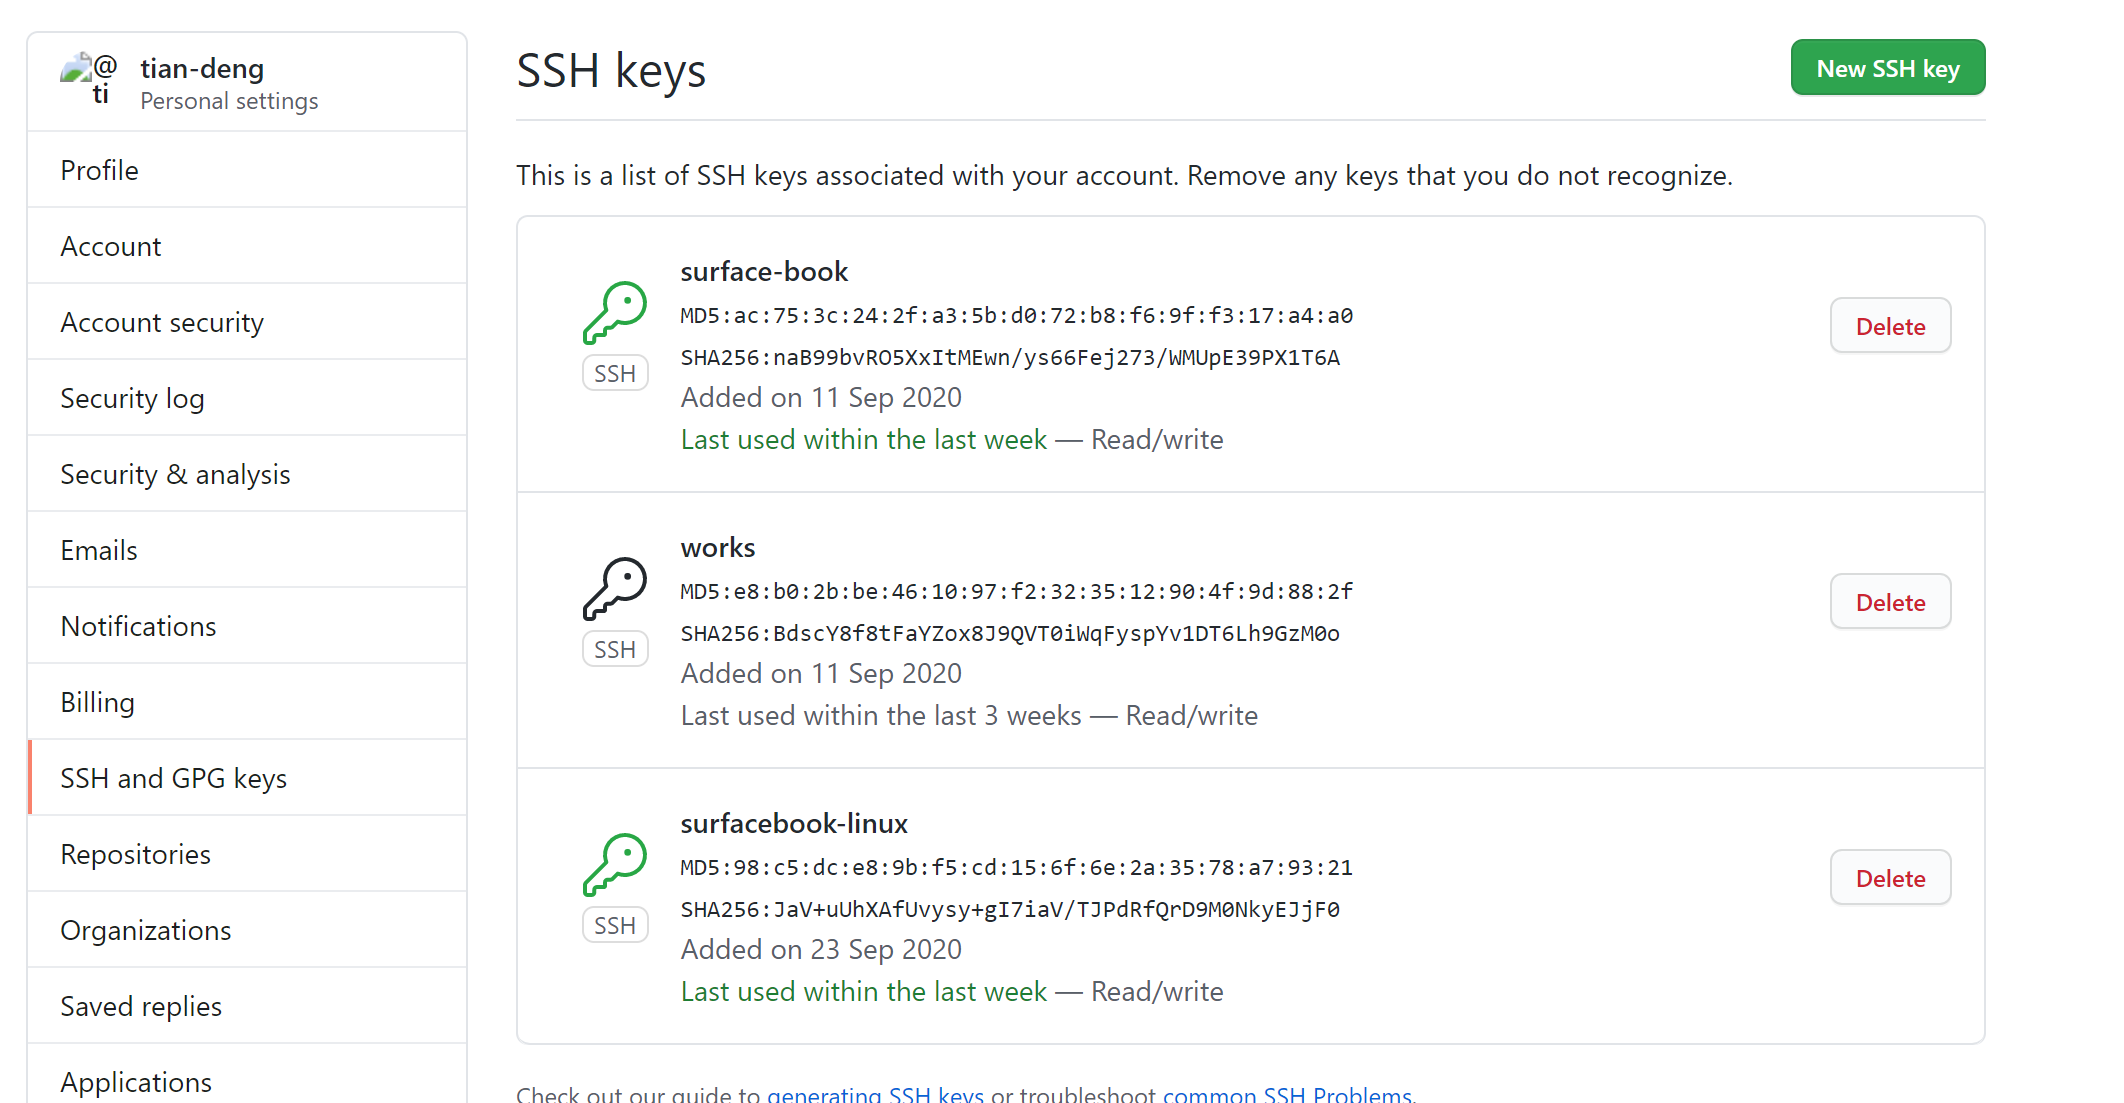 @
ti
tian-deng
Personal settings
Profile
Account
Account security
Security log
Security & analysis
Emails
Notifications
Billing
SSH and GPG keys
Repositories
Organizations
Saved replies
Applications
SSH keys
New SSH key
This is a list of SSH keys associated with your account. Remove any keys that you do not recognize.
surface-book
MD5:ac:75:3c:24:2f:a3:5b:d0:72:b8:f6:9f:f3:17:a4:a0
SHA256:naB99bvRO5XxItMEwn/ys66Fej273/WMUpE39PX1T6A
Added on 11 Sep 2020
Last used within the last week — Read/write
SSH
Delete
works
MD5:e8:b0:2b:be:46:10:97:f2:32:35:12:90:4f:9d:88:2f
SHA256:BdscY8f8tFaYZox8J9QVT0iWqFyspYv1DT6Lh9GzM0o
Added on 11 Sep 2020
Last used within the last 3 weeks — Read/write
SSH
Delete
surfacebook-linux
MD5:98:c5:dc:e8:9b:f5:cd:15:6f:6e:2a:35:78:a7:93:21
SHA256:JaV+uUhXAfUvysy+gI7iaV/TJPdRfQrD9M0NkyEJjF0
Added on 23 Sep 2020
Last used within the last week — Read/write
SSH
Delete
Check out our guide to generating SSH keys or troubleshoot common SSH Problems.